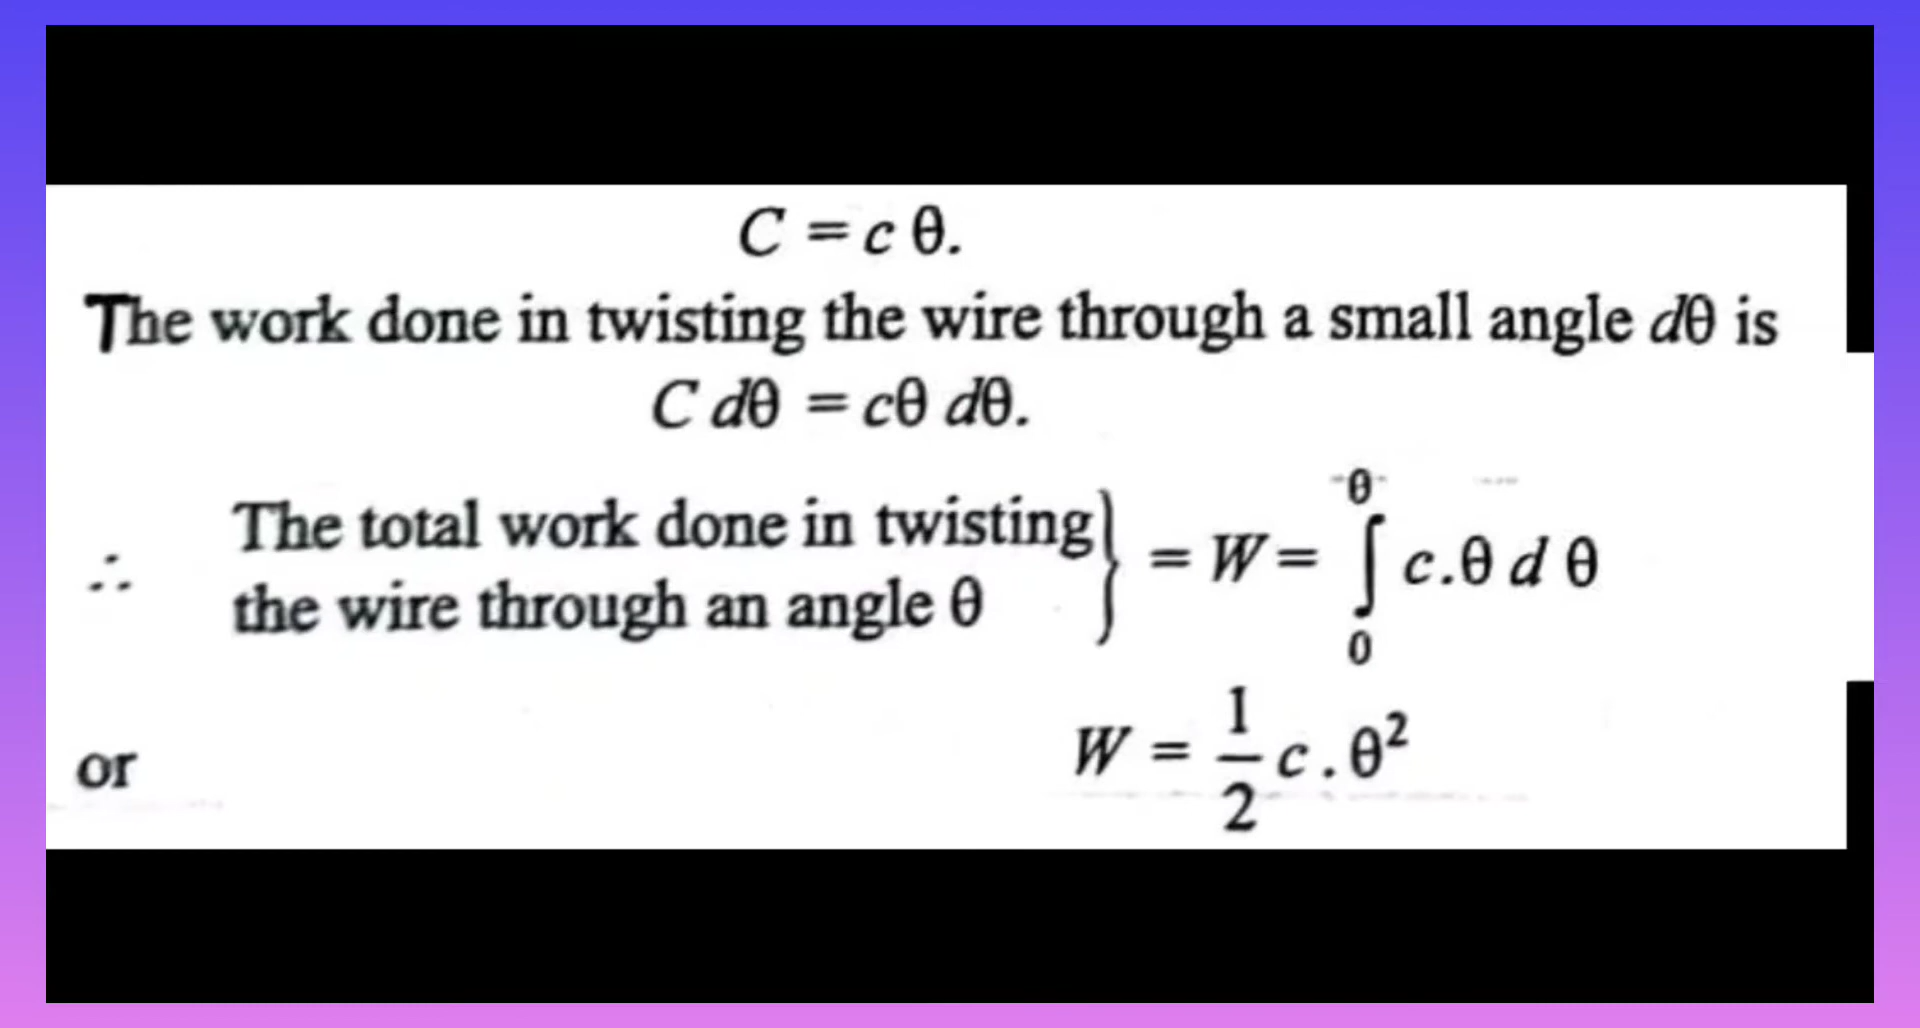 C = c θ.
The work done in twisting the wire through a small angle dθ is
C dθ = cθ dθ.
∴ The total work done in twisting
the wire through an angle θ } = W = ∫₀^θ c.θ d θ
or W = 1/2 c . θ²